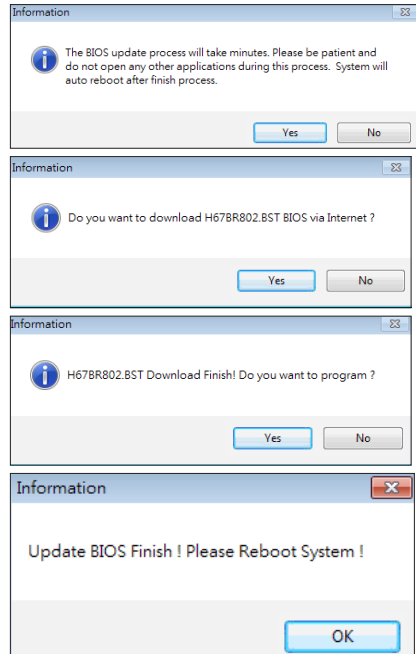 Information
The BIOS update process will take minutes. Please be patient and
do not open any other applications during this process.  System will
auto reboot after finish process.
Yes No
Information
Do you want to download H67BR802.BST BIOS via Internet ?
Yes No
Information
H67BR802.BST Download Finish! Do you want to program ?
Yes No
Information
Update BIOS Finish ! Please Reboot System !
OK